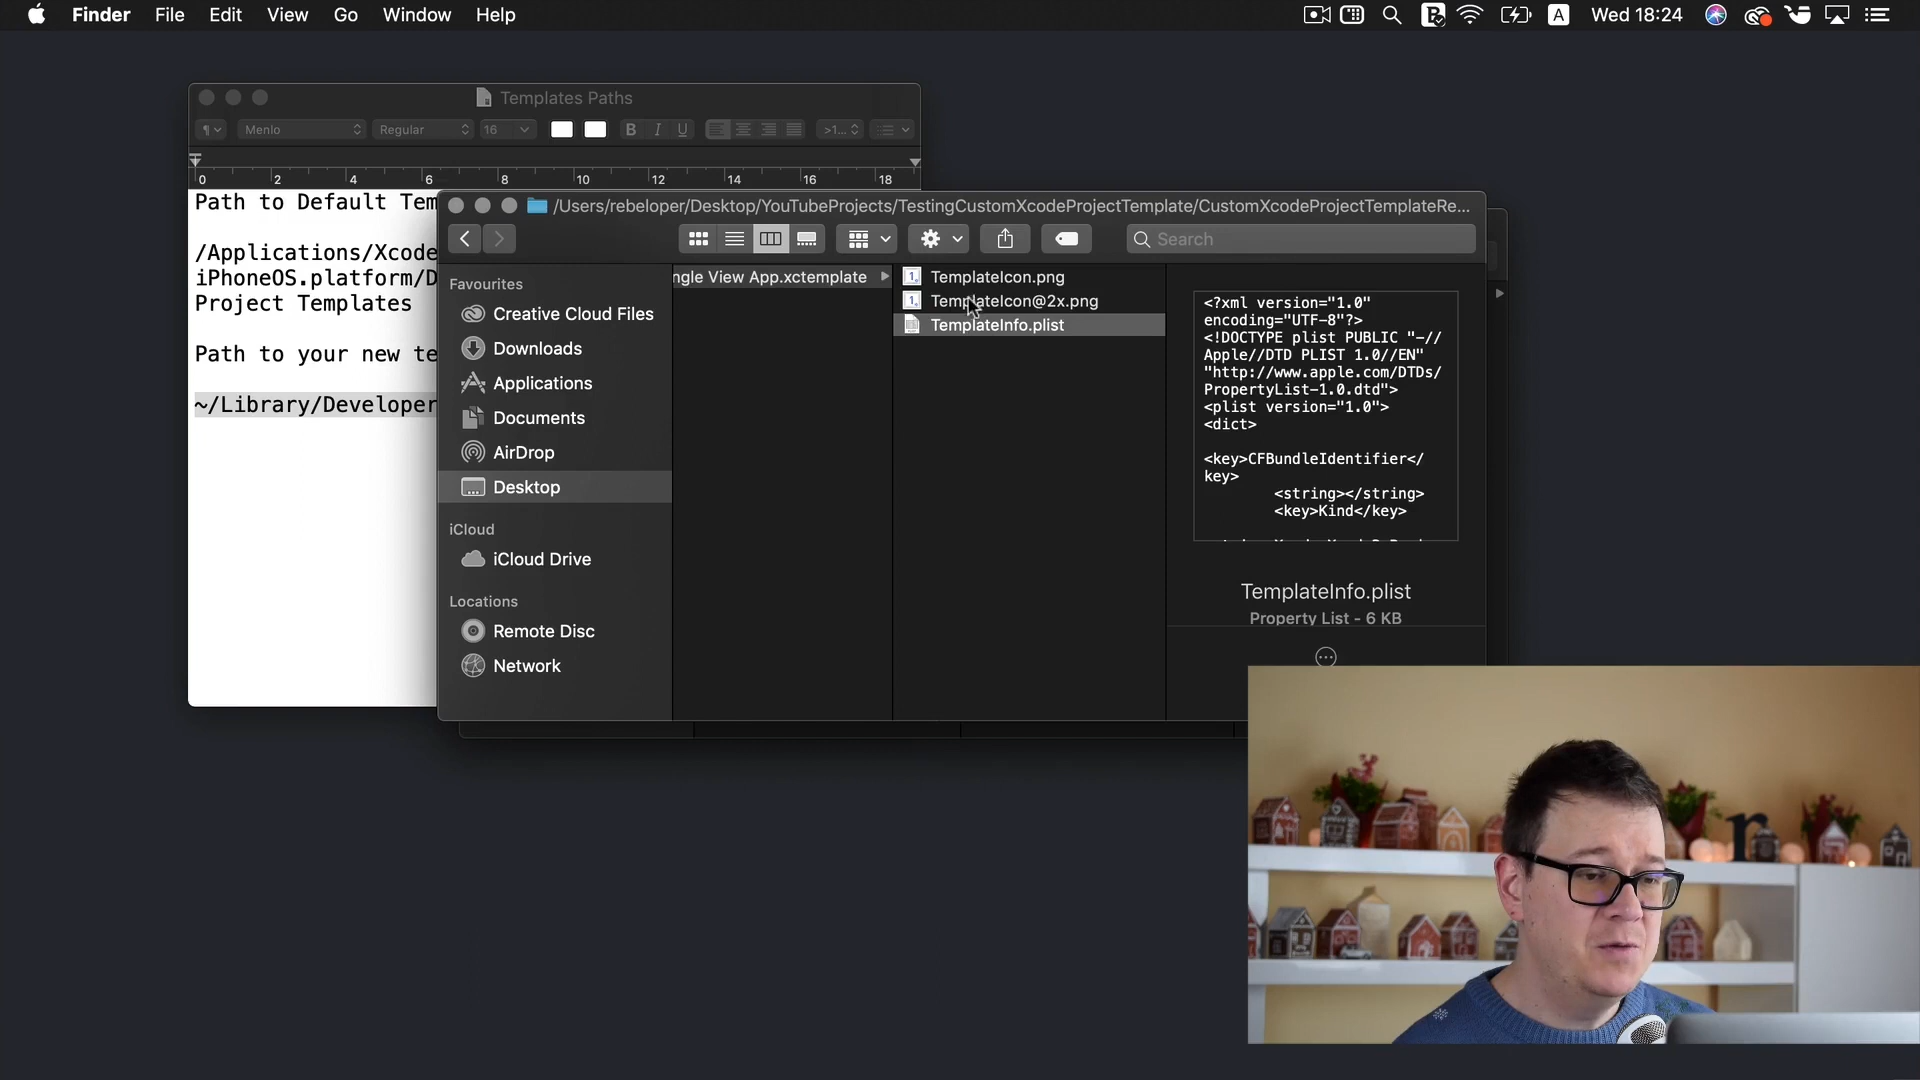 Finder File Edit View Go Window Help
A Wed 18:24
Templates Paths
Menlo Regular 16 B I U >1...
0 2 4 6 8 10 12 14 16 18
Path to Default Tem
/Applications/Xcode
iPhoneOS.platform/D
Project Templates
Path to your new te
~/Library/Developer
/Users/rebeloper/Desktop/YouTubeProjects/TestingCustomXcodeProjectTemplate/CustomXcodeProjectTemplateRe...
Search
Favourites
Creative Cloud Files
Downloads
Applications
Documents
AirDrop
Desktop
iCloud
iCloud Drive
Locations
Remote Disc
Network
ngle View App.xctemplate
TemplateIcon.png
TemplateIcon@2x.png
TemplateInfo.plist
<?xml version="1.0"
encoding="UTF-8"?>
<!DOCTYPE plist PUBLIC "-//
Apple//DTD PLIST 1.0//EN"
"http://www.apple.com/DTDs/
PropertyList-1.0.dtd">
<plist version="1.0">
<dict>
<key>CFBundleIdentifier</
key>
<string></string>
<key>Kind</key>
TemplateInfo.plist
Property List - 6 KB